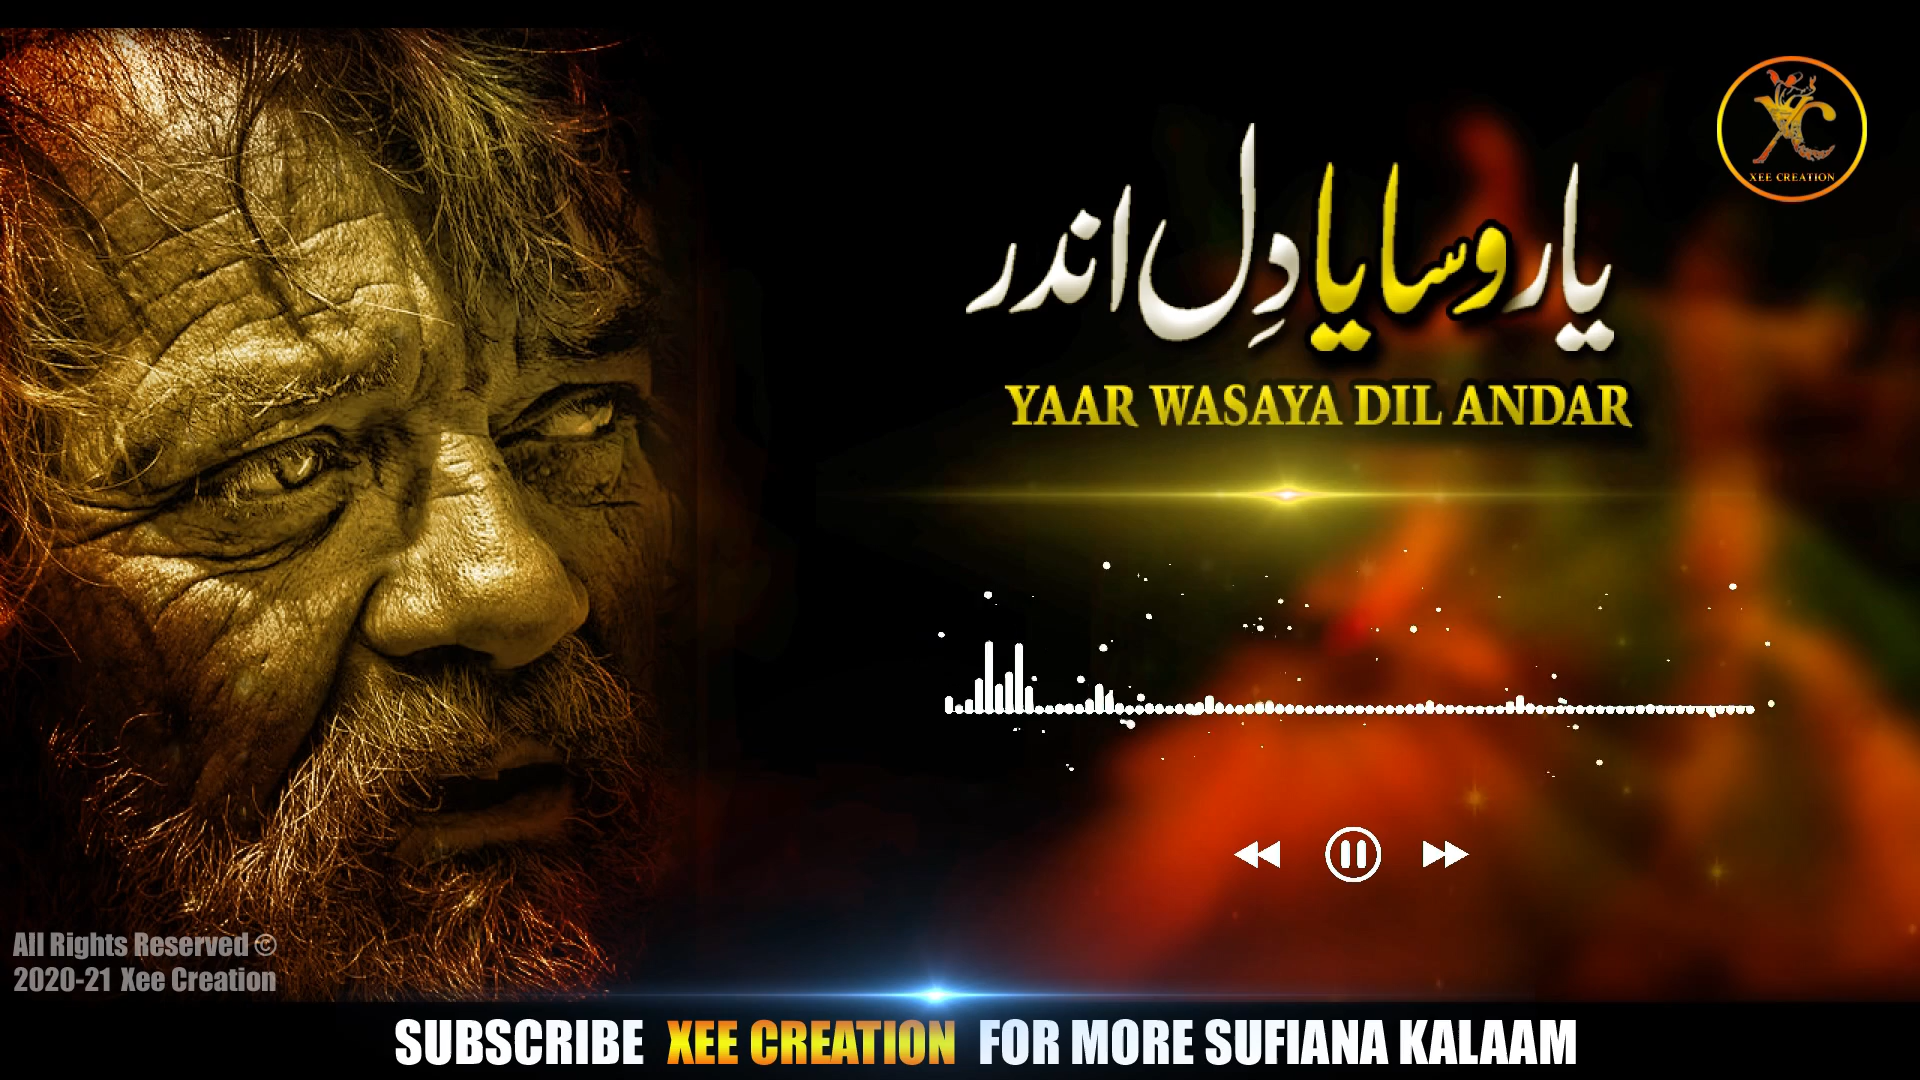 XEE CREATION
یار وسایا دِل اندر
YAAR WASAYA DIL ANDAR
All Rights Reserved ©
2020-21 Xee Creation
SUBSCRIBE XEE CREATION FOR MORE SUFIANA KALAAM